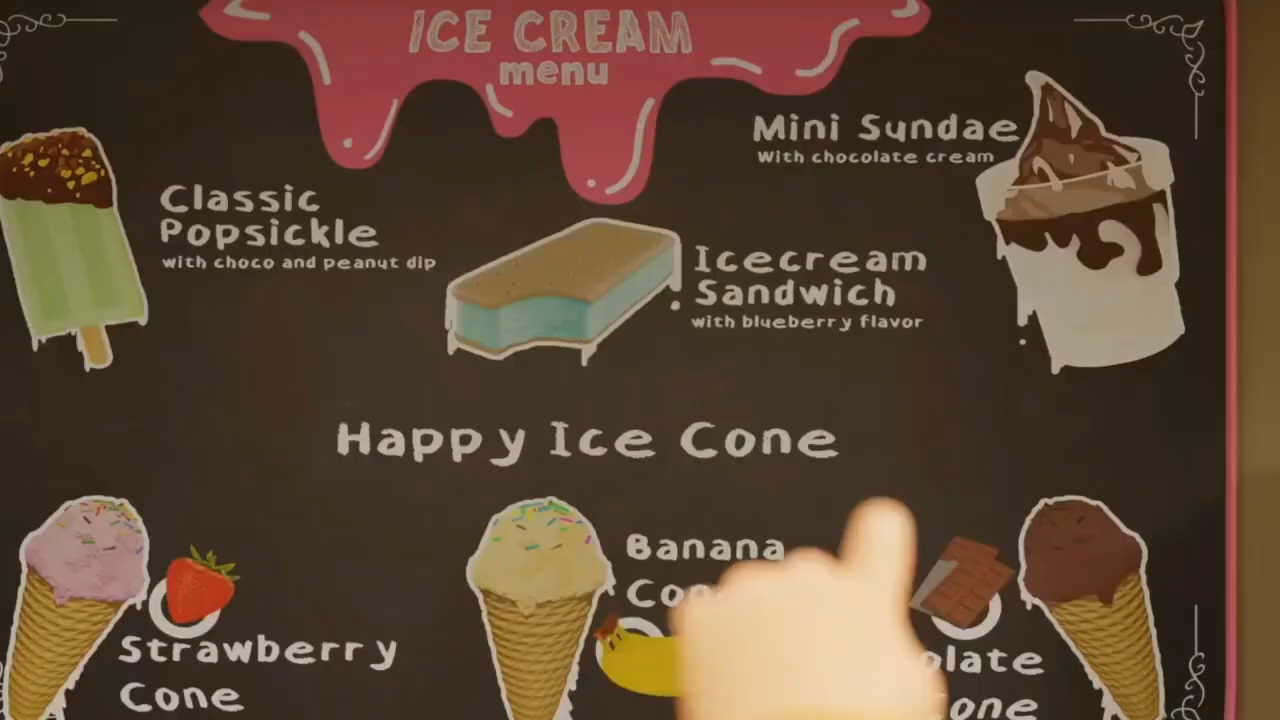 ICE CREAM
menu
Mini Sundae
With chocolate cream
Classic
Popsickle
with choco and peanut dip
Icecream
Sandwich
with blueberry flavor
Happy Ice Cone
Strawberry
Cone
Banana